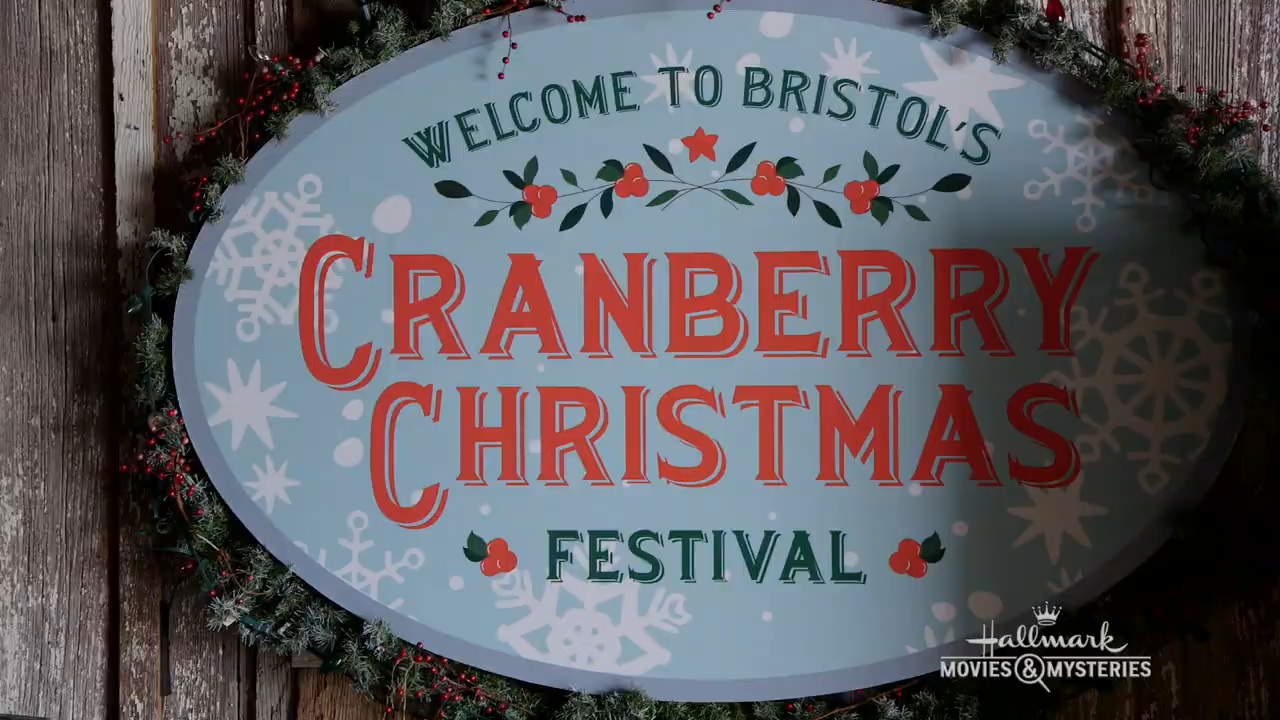 WELCOME TO BRISTOL'S
CRANBERRY
CHRISTMAS
FESTIVAL
Hallmark
MOVIES & MYSTERIES